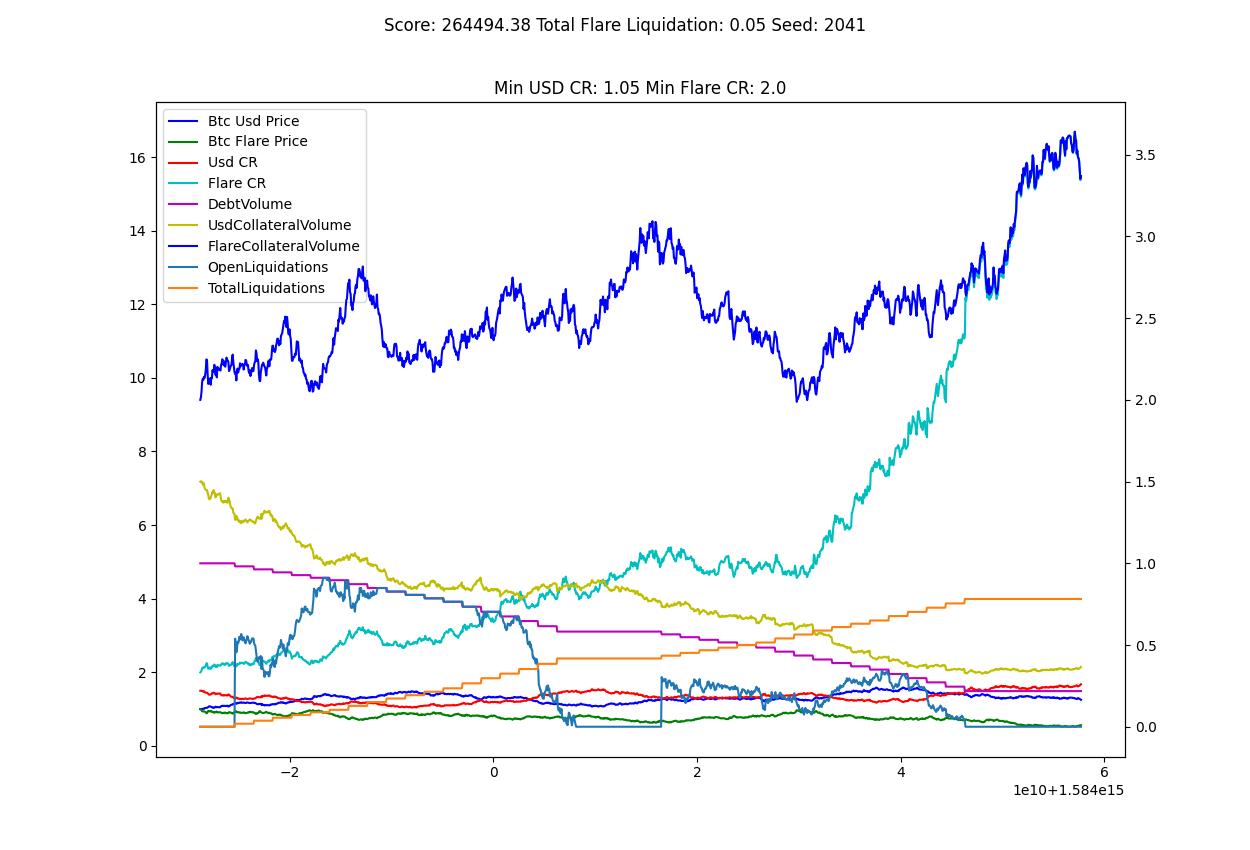 Score: 264494.38 Total Flare Liquidation: 0.05 Seed: 2041
Min USD CR: 1.05 Min Flare CR: 2.0
Btc Usd Price
Btc Flare Price
Usd CR
Flare CR
DebtVolume
UsdCollateralVolume
FlareCollateralVolume
OpenLiquidations
TotalLiquidations
16
14
12
10
8
6
4
2
0
3.5
3.0
2.5
2.0
1.5
1.0
0.5
0.0
−2 0 2 4 6
1e10+1.584e15